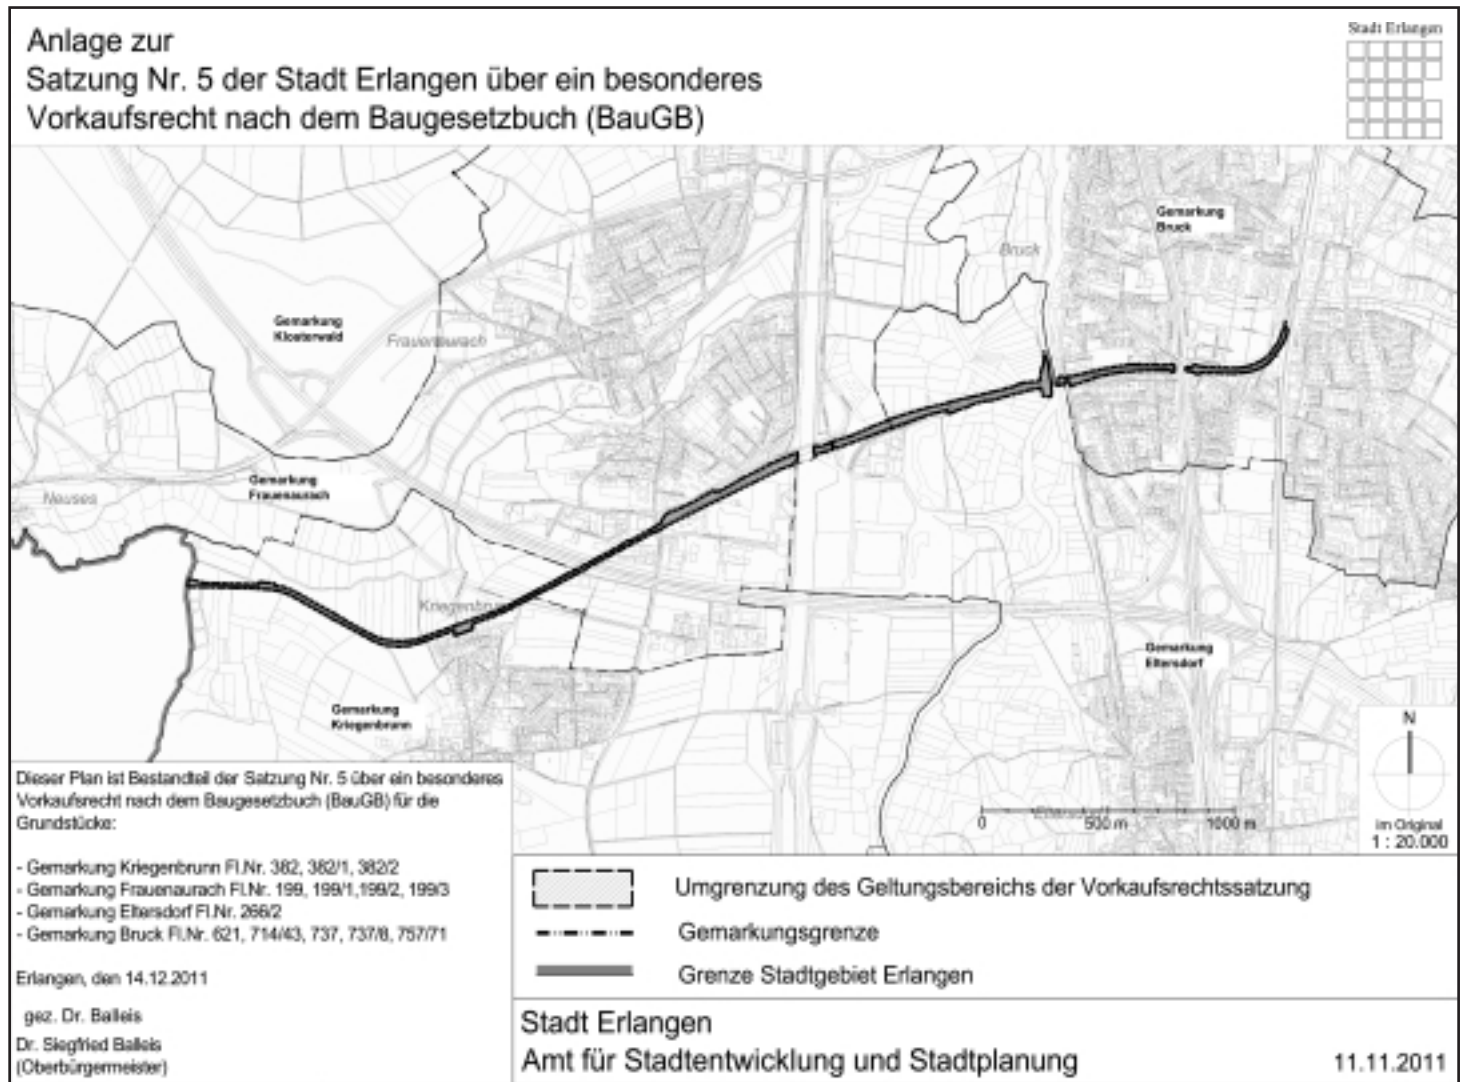 Anlage zur
Satzung Nr. 5 der Stadt Erlangen über ein besonderes
Vorkaufsrecht nach dem Baugesetzbuch (BauGB)
Stadt Erlangen
Gemarkung
Bruck
Bruck
Gemarkung
Klosterwald
Frauenaurach
Gemarkung
Frauenaurach
Neuses
Kriegenbrunn
Gemarkung
Eltersdorf
Gemarkung
Kriegenbrunn
N
0 500 m 1000 m
im Original
1 : 20.000
Dieser Plan ist Bestandteil der Satzung Nr. 5 über ein besonderes
Vorkaufsrecht nach dem Baugesetzbuch (BauGB) für die
Grundstücke:
- Gemarkung Kriegenbrunn Fl.Nr. 382, 382/1, 382/2
- Gemarkung Frauenaurach Fl.Nr. 199, 199/1,199/2, 199/3
- Gemarkung Eltersdorf Fl.Nr. 266/2
- Gemarkung Bruck Fl.Nr. 621, 714/43, 737, 737/8, 757/71
Erlangen, den 14.12.2011
gez. Dr. Balleis
Dr. Siegfried Balleis
(Oberbürgermeister)
Umgrenzung des Geltungsbereichs der Vorkaufsrechtssatzung
Gemarkungsgrenze
Grenze Stadtgebiet Erlangen
Stadt Erlangen
Amt für Stadtentwicklung und Stadtplanung
11.11.2011